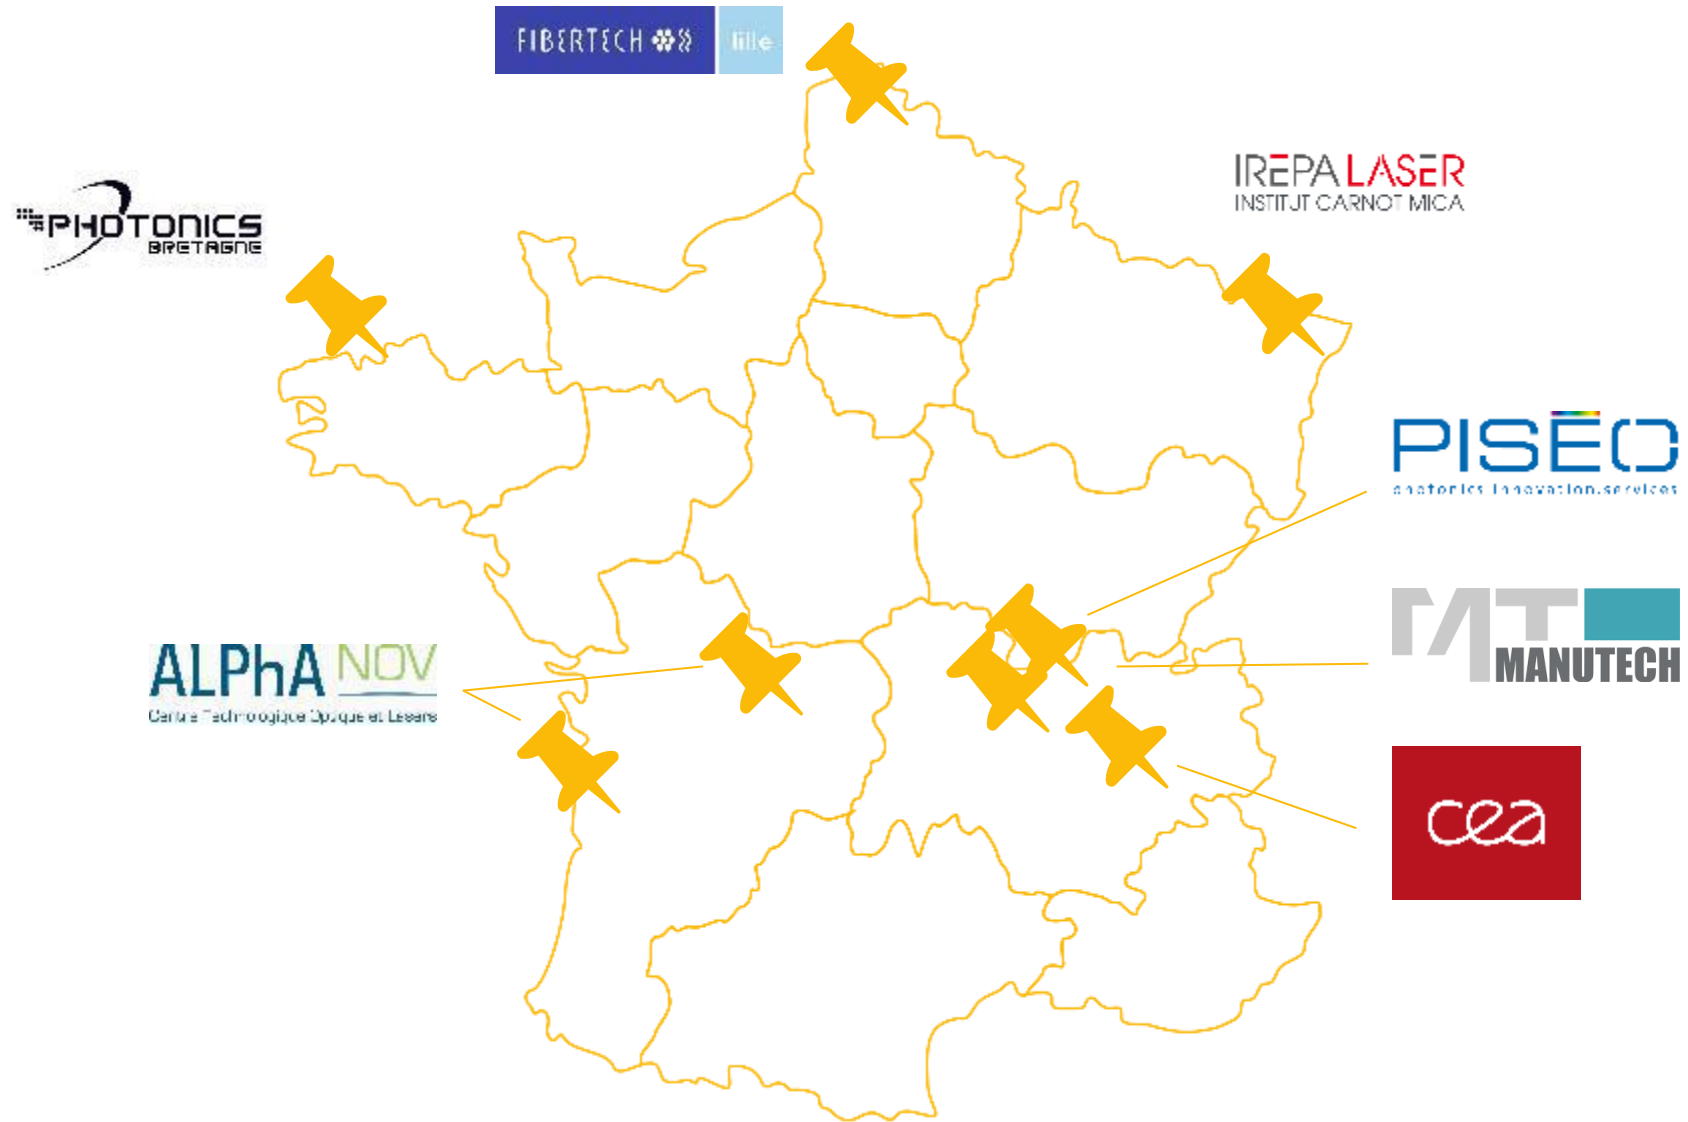 FIBERTECH lille
IREPA LASER
INSTITUT CARNOT MICA
PHOTONICS
BRETAGNE
PISEO
photonics.innovation.services
ALPhA NOV
Centre Technologique Optique et Lasers
MT
MANUTECH
cea